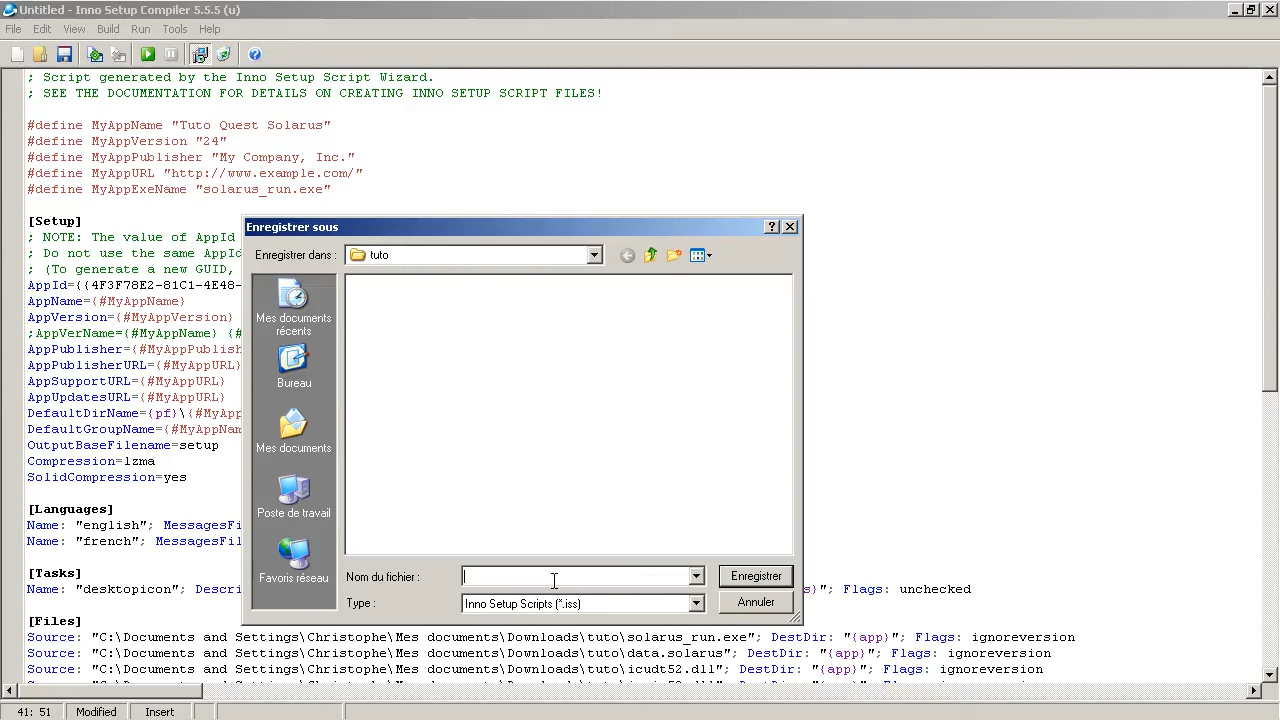 Untitled - Inno Setup Compiler 5.5.5 (u)
File Edit View Build Run Tools Help
; Script generated by the Inno Setup Script Wizard.
; SEE THE DOCUMENTATION FOR DETAILS ON CREATING INNO SETUP SCRIPT FILES!
#define MyAppName "Tuto Quest Solarus"
#define MyAppVersion "24"
#define MyAppPublisher "My Company, Inc."
#define MyAppURL "http://www.example.com/"
#define MyAppExeName "solarus_run.exe"
[Setup]
; NOTE: The value of AppId
; Do not use the same AppId
; (To generate a new GUID,
AppId={{4F3F78E2-81C1-4E48-
AppName={#MyAppName}
AppVersion={#MyAppVersion}
;AppVerName={#MyAppName} {#
AppPublisher={#MyAppPublish
AppPublisherURL={#MyAppURL}
AppSupportURL={#MyAppURL}
AppUpdatesURL={#MyAppURL}
DefaultDirName={pf}\{#MyApp
DefaultGroupName={#MyAppNam
OutputBaseFilename=setup
Compression=lzma
SolidCompression=yes
[Languages]
Name: "english"; MessagesFi
Name: "french"; MessagesFil
[Tasks]
Name: "desktopicon"; Descri s}"; Flags: unchecked
[Files]
Source: "C:\Documents and Settings\Christophe\Mes documents\Downloads\tuto\solarus_run.exe"; DestDir: "{app}"; Flags: ignoreversion
Source: "C:\Documents and Settings\Christophe\Mes documents\Downloads\tuto\data.solarus"; DestDir: "{app}"; Flags: ignoreversion
Source: "C:\Documents and Settings\Christophe\Mes documents\Downloads\tuto\icudt52.dll"; DestDir: "{app}"; Flags: ignoreversion
Enregistrer sous
Enregistrer dans : tuto
Mes documents
récents
Bureau
Mes documents
Poste de travail
Favoris réseau
Nom du fichier : Enregistrer
Type : Inno Setup Scripts (*.iss) Annuler
41: 51 Modified Insert